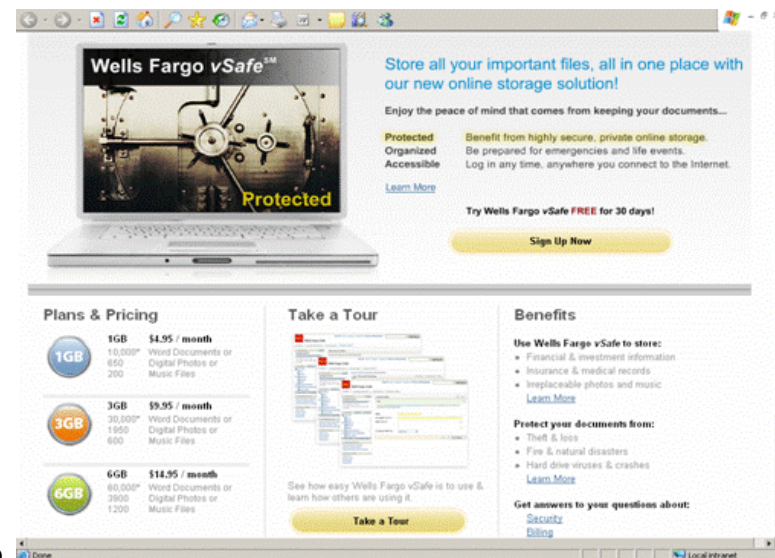 Wells Fargo vSafe℠
Protected
Store all your important files, all in one place with
our new online storage solution!
Enjoy the peace of mind that comes from keeping your documents...
Protected Benefit from highly secure, private online storage.
Organized Be prepared for emergencies and life events.
Accessible Log in any time, anywhere you connect to the Internet.
Learn More
Try Wells Fargo vSafe FREE for 30 days!
Sign Up Now
Plans & Pricing
1GB
1GB $4.95 / month
10,000* Word Documents or
650 Digital Photos or
200 Music Files
3GB
3GB $9.95 / month
30,000* Word Documents or
1950 Digital Photos or
600 Music Files
6GB
6GB $14.95 / month
60,000* Word Documents or
3900 Digital Photos or
1200 Music Files
Take a Tour
See how easy Wells Fargo vSafe is to use &
learn how others are using it.
Take a Tour
Benefits
Use Wells Fargo vSafe to store:
Financial & investment information
Insurance & medical records
Irreplaceable photos and music
Learn More
Protect your documents from:
Theft & loss
Fire & natural disasters
Hard drive viruses & crashes
Learn More
Get answers to your questions about:
Security
Billing
Done
Local intranet